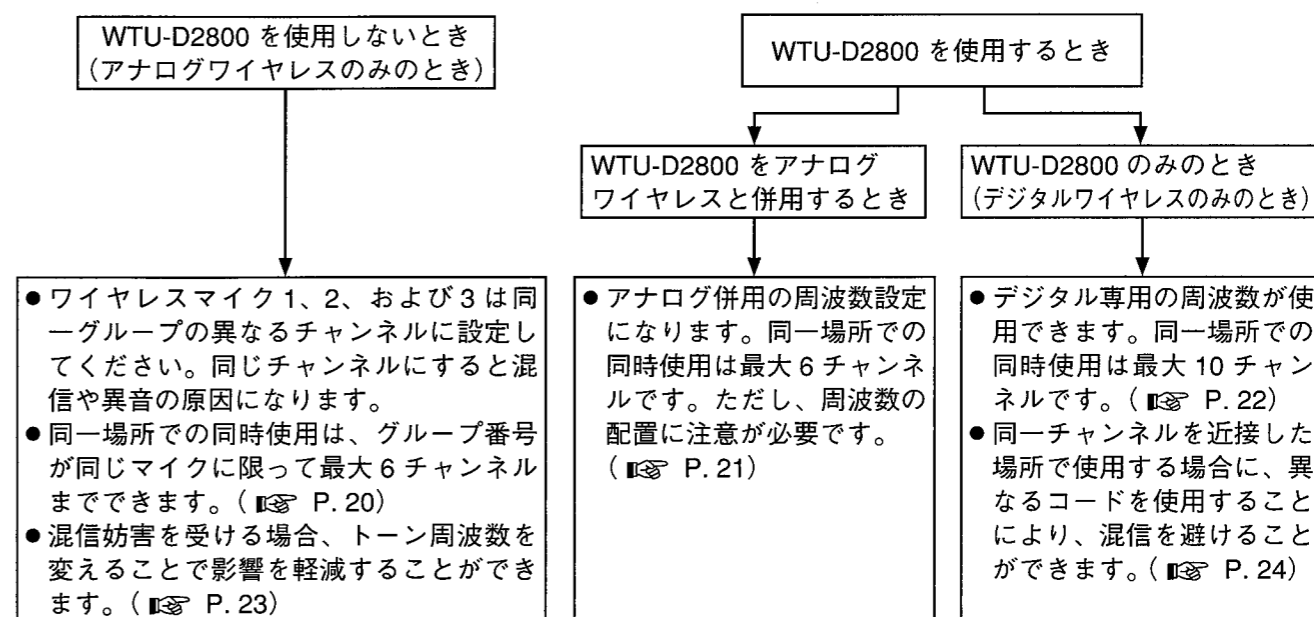 WTU-D2800 を使用しないとき
(アナログワイヤレスのみのとき)
WTU-D2800 を使用するとき
WTU-D2800 をアナログ
ワイヤレスと併用するとき
WTU-D2800 のみのとき
(デジタルワイヤレスのみのとき)
●ワイヤレスマイク1、2、および3は同
一グループの異なるチャンネルに設定し
てください。同じチャンネルにすると混
信や異音の原因になります。
●同一場所での同時使用は、グループ番号
が同じマイクに限って最大6チャンネル
までできます。(☞ P. 20)
●混信妨害を受ける場合、トーン周波数を
変えることで影響を軽減することができ
ます。(☞ P. 23)
●アナログ併用の周波数設定
になります。同一場所での
同時使用は最大6チャンネ
ルです。ただし、周波数の
配置に注意が必要です。
(☞ P. 21)
●デジタル専用の周波数が使
用できます。同一場所での
同時使用は最大10チャン
ネルです。(☞ P. 22)
●同一チャンネルを近接した
場所で使用する場合に、異
なるコードを使用すること
により、混信を避けること
ができます。(☞ P. 24)